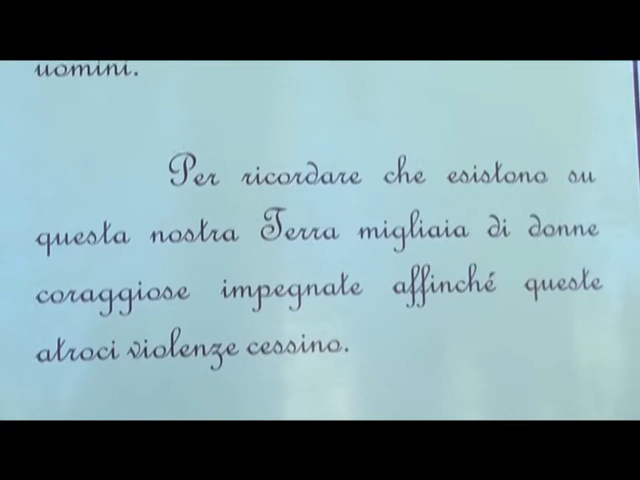 uomini.
Per ricordare che esistono su
questa nostra Terra migliaia di donne
coraggiose impegnate affinché queste
atroci violenze cessino.